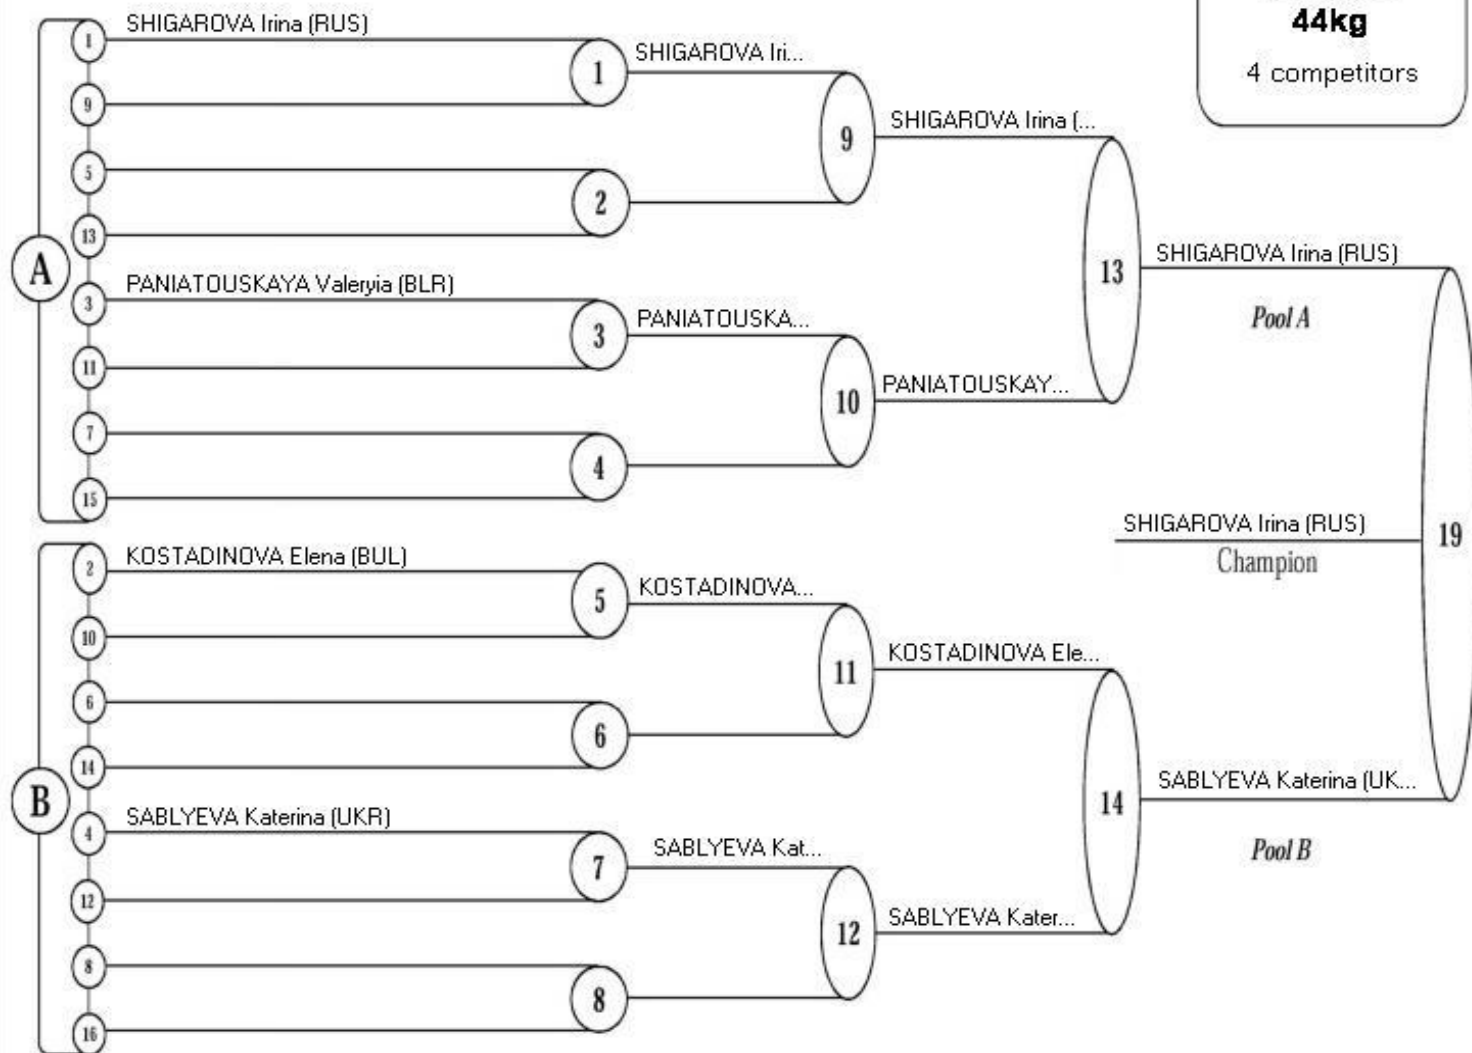 44kg
4 competitors
SHIGAROVA Irina (RUS)
1
SHIGAROVA Iri...
1
9
9
SHIGAROVA Irina (...
5
2
13
A
13
SHIGAROVA Irina (RUS)
Pool A
PANIATOUSKAYA Valeryia (BLR)
3
PANIATOUSKA...
3
11
10
PANIATOUSKAY...
7
4
15
SHIGAROVA Irina (RUS)
Champion
19
KOSTADINOVA Elena (BUL)
2
KOSTADINOVA...
5
10
11
KOSTADINOVA Ele...
6
6
14
B
14
SABLYEVA Katerina (UK...
Pool B
SABLYEVA Katerina (UKR)
4
SABLYEVA Kat...
7
12
12
SABLYEVA Kater...
8
8
16